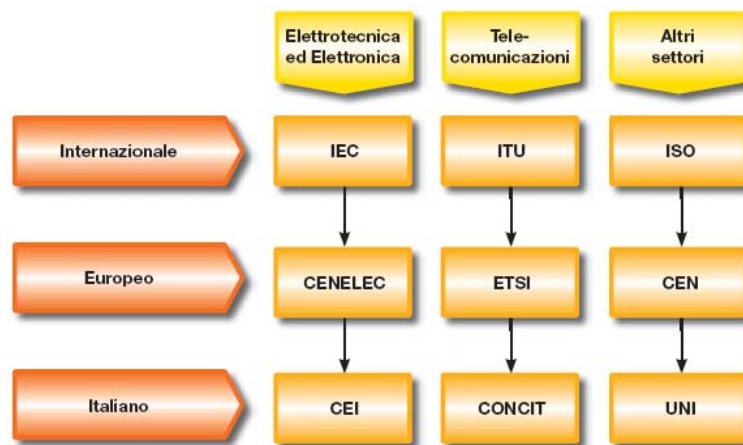 Elettrotecnica
ed Elettronica
Tele-
comunicazioni
Altri
settori
Internazionale
IEC
ITU
ISO
Europeo
CENELEC
ETSI
CEN
Italiano
CEI
CONCIT
UNI